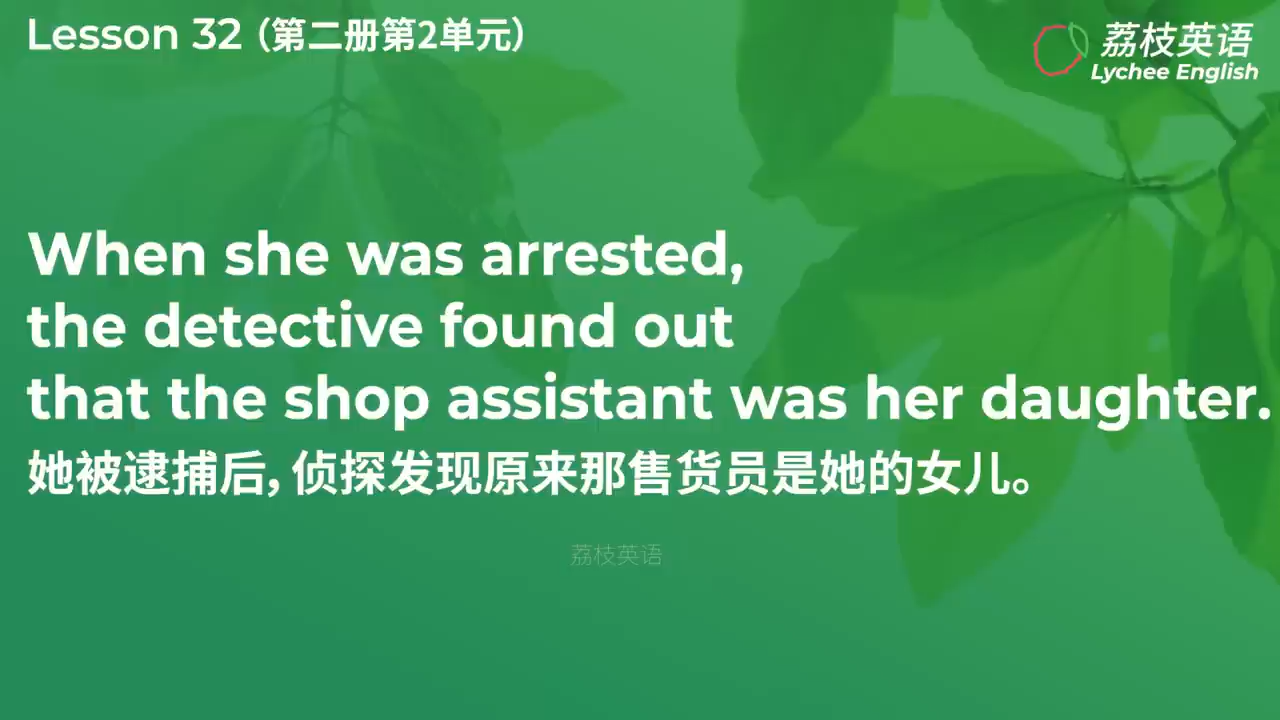 Lesson 32（第二册第2单元）
荔枝英语
Lychee English
When she was arrested,
the detective found out
that the shop assistant was her daughter.
她被逮捕后，侦探发现原来那售货员是她的女儿。
荔枝英语